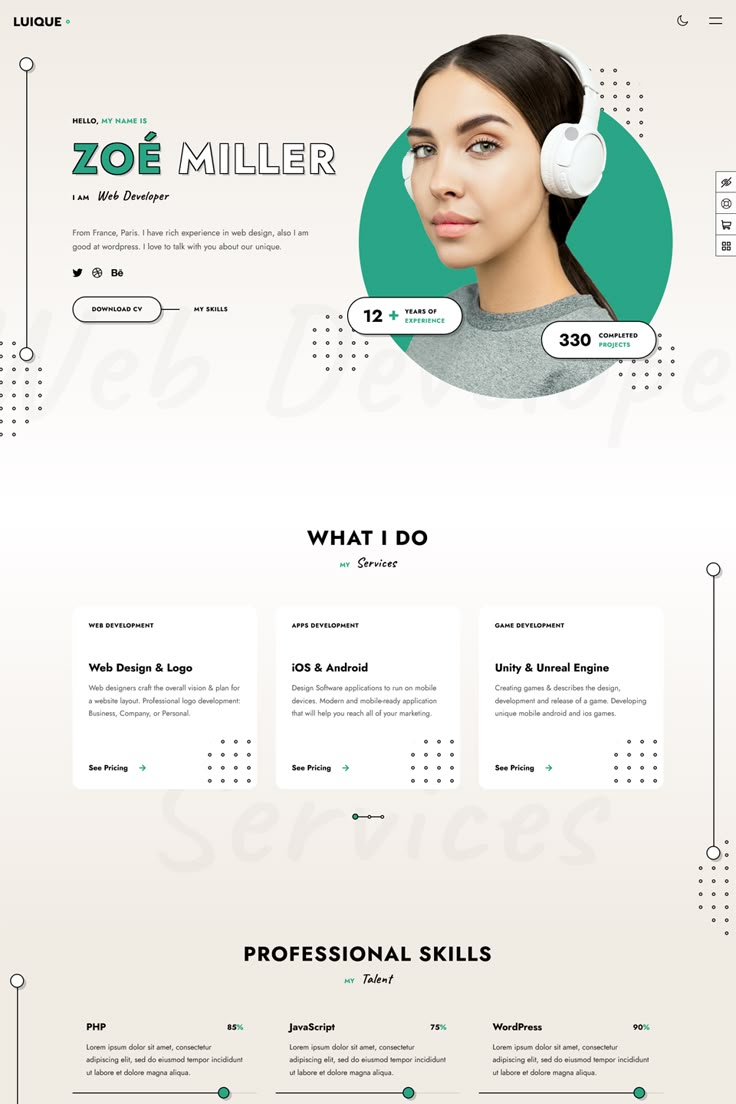 LUIQUE
HELLO, MY NAME IS
ZOÉ MILLER
I AM Web Developer
From France, Paris. I have rich experience in web design, also I am
good at wordpress. I love to talk with you about our unique.
Bē
DOWNLOAD CV
MY SKILLS
12 + YEARS OF
EXPERIENCE
330 COMPLETED
PROJECTS
Web Develope
WHAT I DO
MY Services
WEB DEVELOPMENT
Web Design & Logo
Web designers craft the overall vision & plan for
a website layout. Professional logo development:
Business, Company, or Personal.
See Pricing
APPS DEVELOPMENT
iOS & Android
Design Software applications to run on mobile
devices. Modern and mobile-ready application
that will help you reach all of your marketing.
See Pricing
GAME DEVELOPMENT
Unity & Unreal Engine
Creating games & describes the design,
development and release of a game. Developing
unique mobile android and ios games.
See Pricing
Services
PROFESSIONAL SKILLS
MY Talent
PHP 85%
Lorem ipsum dolor sit amet, consectetur
adipiscing elit, sed do eiusmod tempor incididunt
ut labore et dolore magna aliqua.
JavaScript 75%
Lorem ipsum dolor sit amet, consectetur
adipiscing elit, sed do eiusmod tempor incididunt
ut labore et dolore magna aliqua.
WordPress 90%
Lorem ipsum dolor sit amet, consectetur
adipiscing elit, sed do eiusmod tempor incididunt
ut labore et dolore magna aliqua.